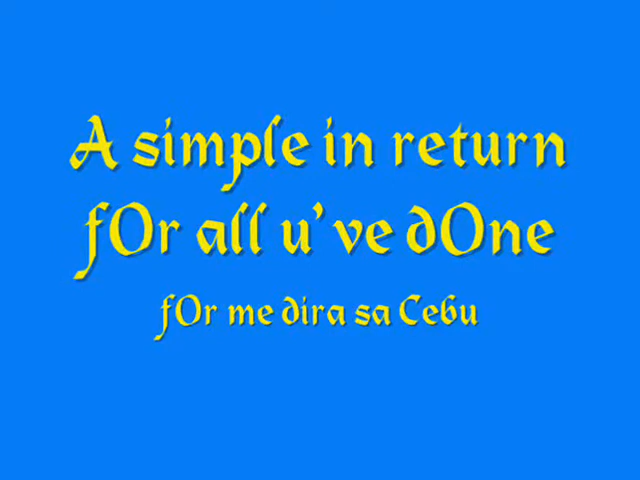 A simple in return
fOr all u've dOne
fOr me dira sa Cebu